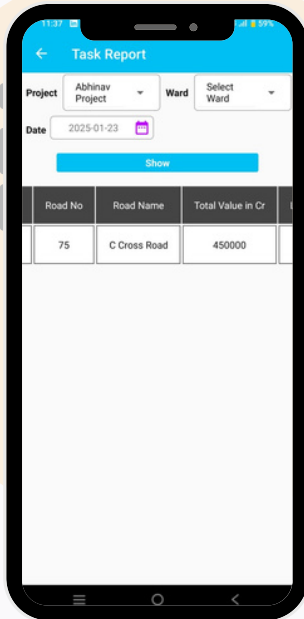 11:37 59%
Task Report
Project Abhinav Project Ward Select Ward
Date 2025-01-23
Show
Road No Road Name Total Value in Cr
75 C Cross Road 450000